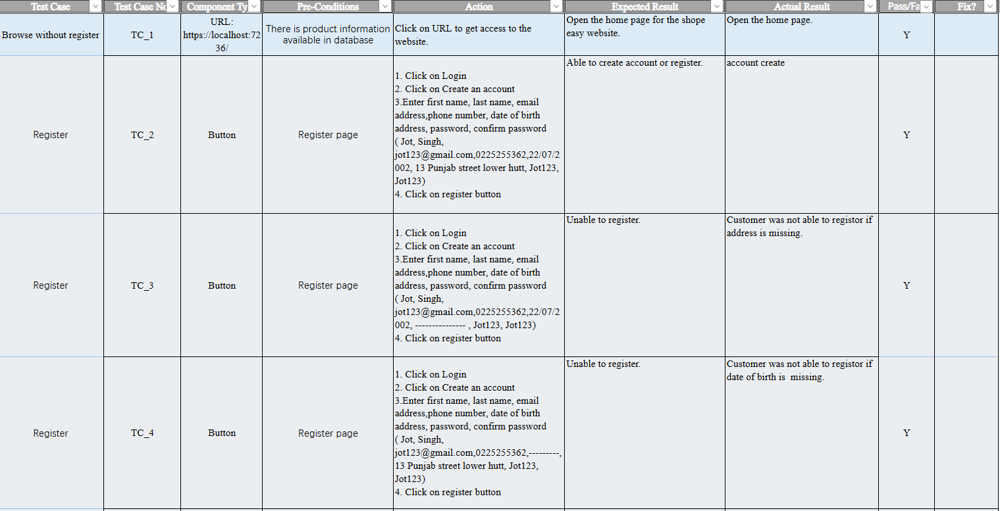 Test Case Test Case No Component Ty Pre-Conditions Action Expected Result Actual Result Pass/Fa Fix?
Browse without register
TC_1
URL:
https://localhost:72
36/
There is product information
available in database
Click on URL to get access to the
website.
Open the home page for the shope
easy website.
Open the home page.
Y
Register
TC_2
Button
Register page
1. Click on Login
2. Click on Create an account
3.Enter first name, last name, email
address,phone number, date of birth
address, password, confirm password
( Jot, Singh,
jot123@gmail.com,0225255362,22/07/2
002, 13 Punjab street lower hutt, Jot123,
Jot123)
4. Click on register button
Able to create account or register.
account create
Y
Register
TC_3
Button
Register page
1. Click on Login
2. Click on Create an account
3.Enter first name, last name, email
address,phone number, date of birth
address, password, confirm password
( Jot, Singh,
jot123@gmail.com,0225255362,22/07/2
002, --------------- , Jot123, Jot123)
4. Click on register button
Unable to register.
Customer was not able to registor if
address is missing.
Y
Register
TC_4
Button
Register page
1. Click on Login
2. Click on Create an account
3.Enter first name, last name, email
address,phone number, date of birth
address, password, confirm password
( Jot, Singh,
jot123@gmail.com,0225255362,---------,
13 Punjab street lower hutt, Jot123,
Jot123)
4. Click on register button
Unable to register.
Customer was not able to registor if
date of birth is  missing.
Y